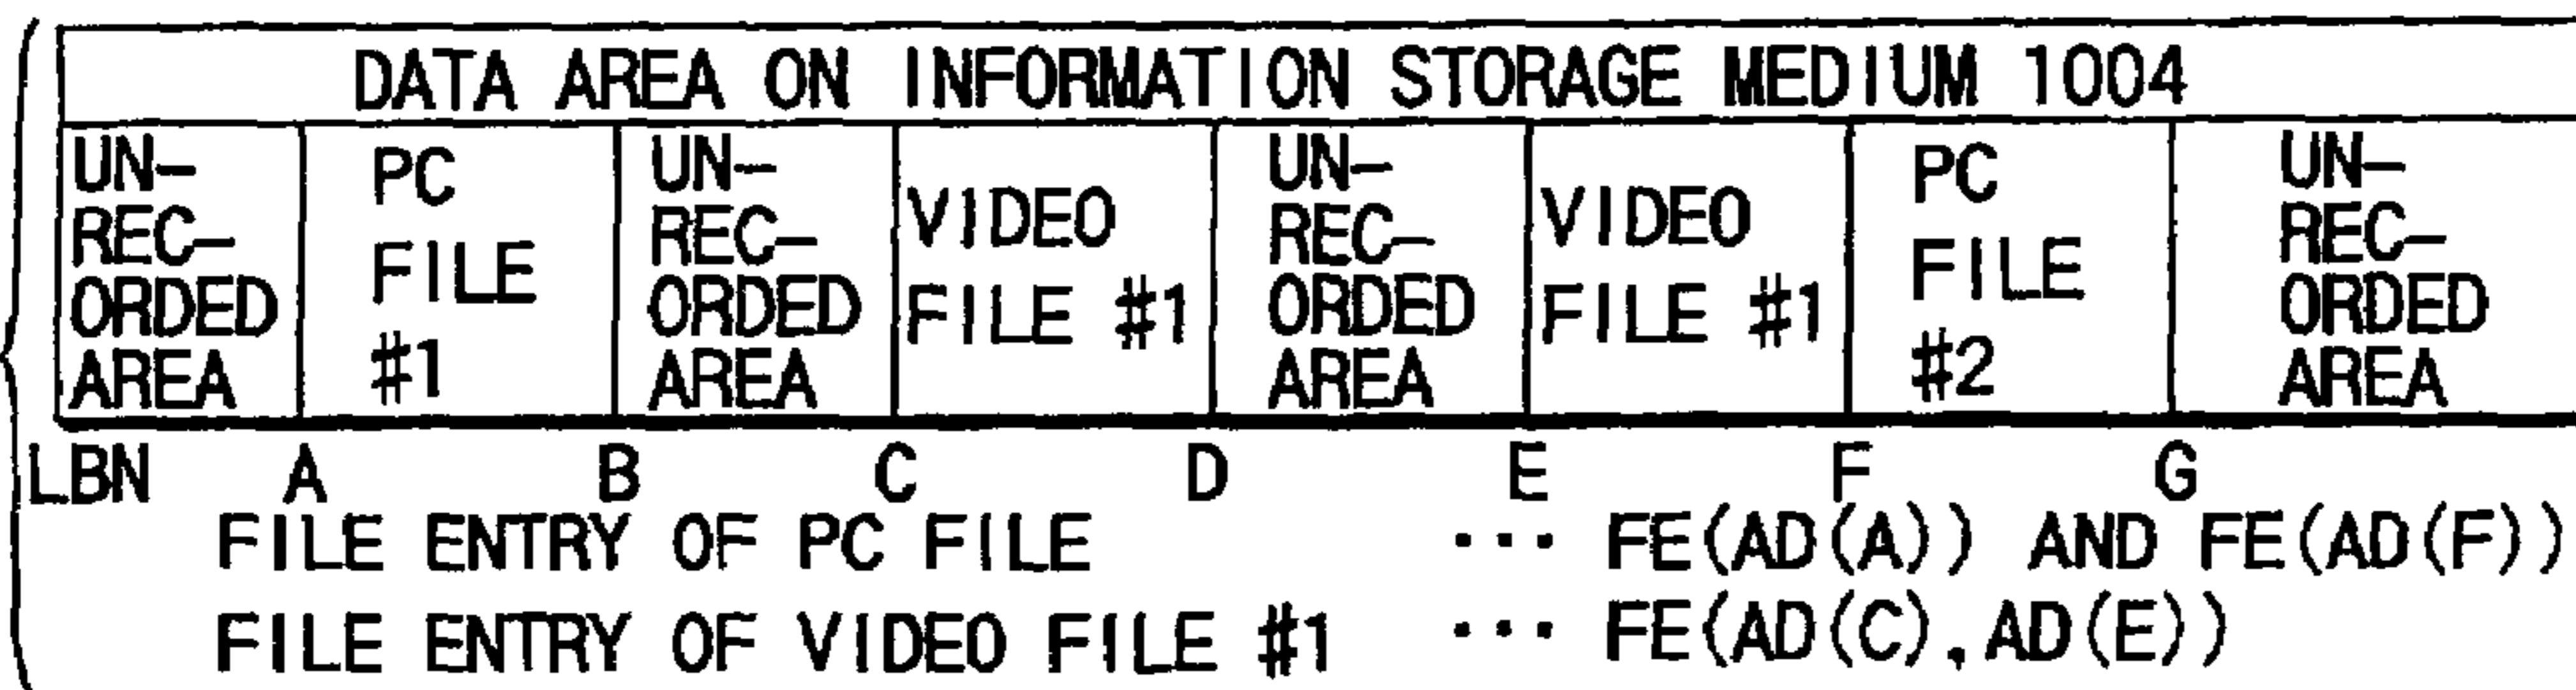 DATA AREA ON INFORMATION STORAGE MEDIUM 1004
UN-
REC-
ORDED
AREA
PC
FILE
#1
UN-
REC-
ORDED
AREA
VIDEO
FILE #1
UN-
REC-
ORDED
AREA
VIDEO
FILE #1
PC
FILE
#2
UN-
REC-
ORDED
AREA
LBN A B C D E F G
FILE ENTRY OF PC FILE ··· FE(AD(A)) AND FE(AD(F))
FILE ENTRY OF VIDEO FILE #1 ··· FE(AD(C),AD(E))